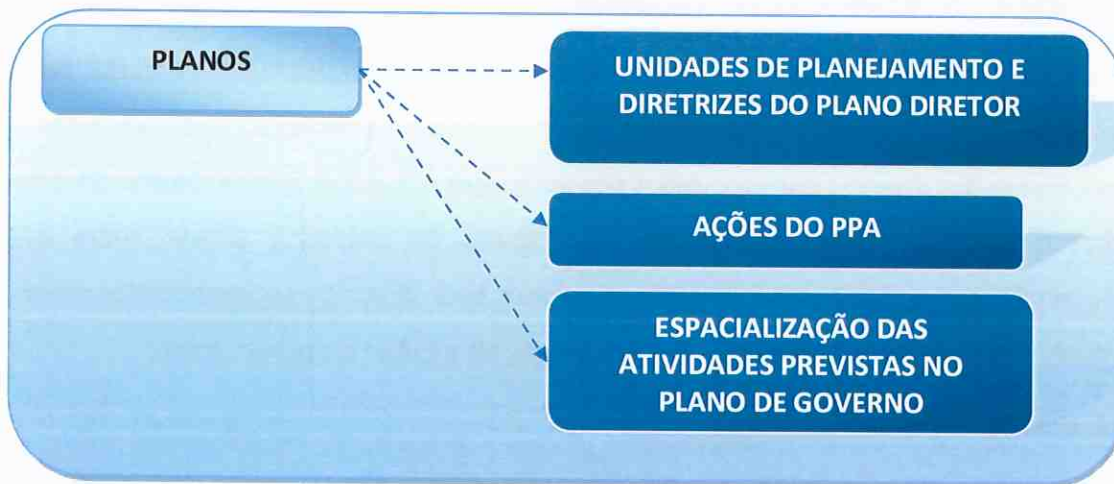 PLANOS
UNIDADES DE PLANEJAMENTO E
DIRETRIZES DO PLANO DIRETOR
AÇÕES DO PPA
ESPACIALIZAÇÃO DAS
ATIVIDADES PREVISTAS NO
PLANO DE GOVERNO